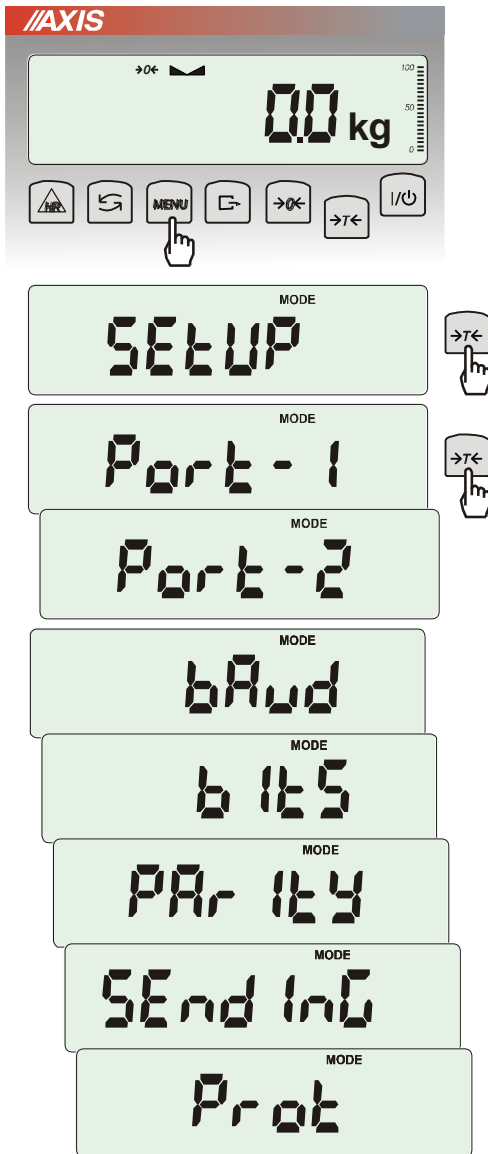 AXIS
→0←
100
0.0 kg
50
0
HR
MENU
→0←
→T←
I/⏻
MODE
SEtUP
→T←
MODE
Port-1
→T←
MODE
Port-2
MODE
bAud
MODE
bItS
MODE
PArItY
MODE
SEndInG
MODE
Prot